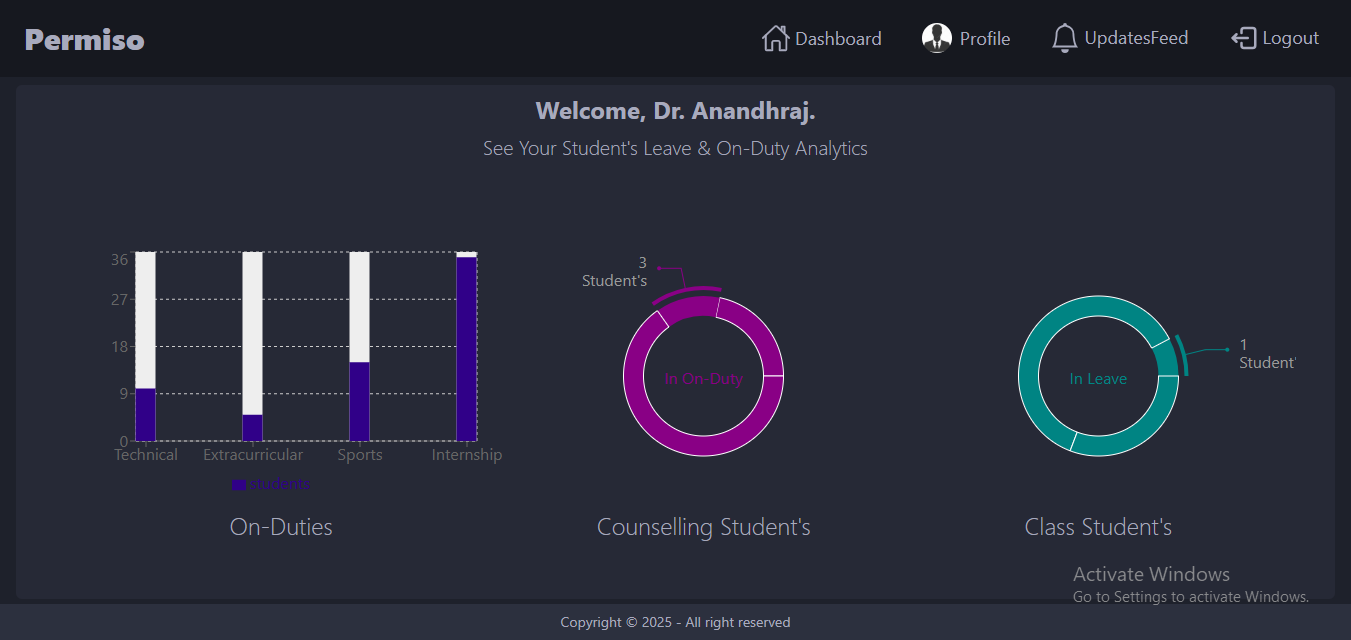 Permiso
Dashboard
Profile
UpdatesFeed
Logout
Welcome, Dr. Anandhraj.
See Your Student's Leave & On-Duty Analytics
36
27
18
9
0
Technical
Extracurricular
Sports
Internship
students
On-Duties
3
Student's
In On-Duty
Counselling Student's
1
Student'
In Leave
Class Student's
Activate Windows
Go to Settings to activate Windows.
Copyright © 2025 - All right reserved